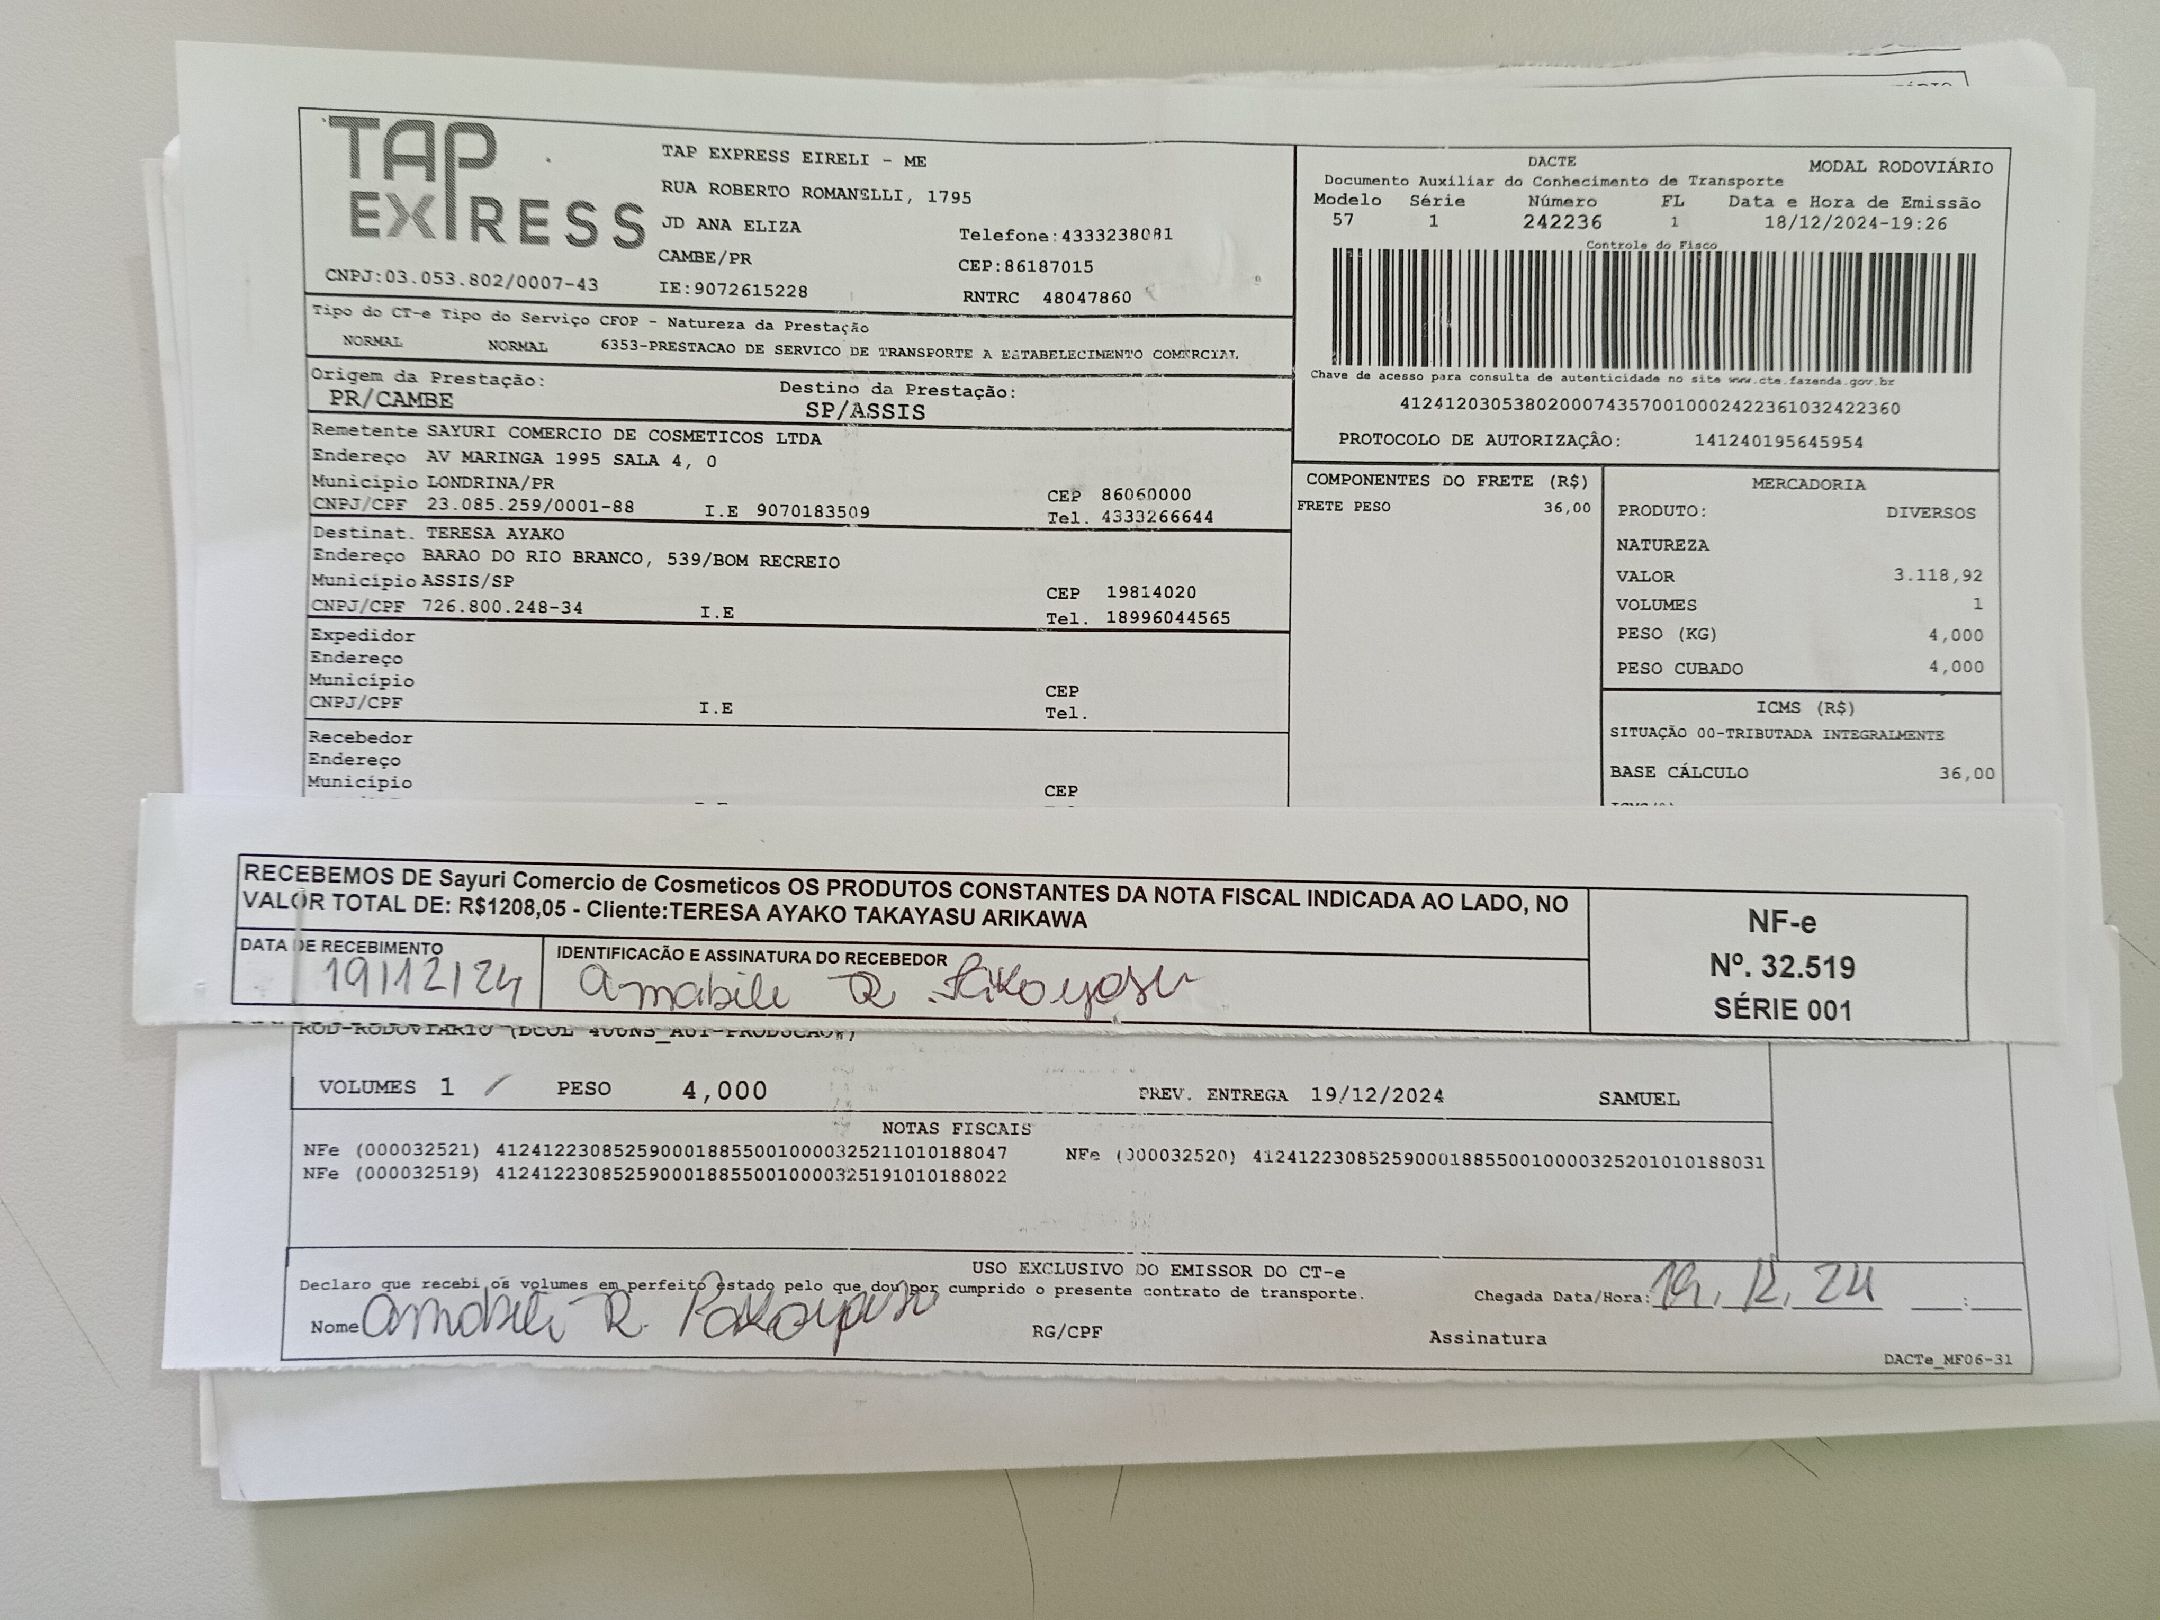 TAP EXPRESS
TAP EXPRESS EIRELI - ME
RUA ROBERTO ROMANELLI, 1795
JD ANA ELIZA
Telefone:4333238081
CAMBE/PR
CEP:86187015
CNPJ:03.053.802/0007-43
IE:9072615228
RNTRC 48047860
DACTE
MODAL RODOVIÁRIO
Documento Auxiliar do Conhecimento de Transporte
Modelo Série Número FL Data e Hora de Emissão
57 1 242236 1 18/12/2024-19:26
Controle do Fisco
Chave de acesso para consulta de autenticidade no site www.cte.fazenda.gov.br
41241203053802000743570010002422361032422360
PROTOCOLO DE AUTORIZAÇÂO: 141240195645954
Tipo do CT-e Tipo do Serviço CFOP - Natureza da Prestação
NORMAL NORMAL 6353-PRESTACAO DE SERVICO DE TRANSPORTE A ESTABELECIMENTO COMERCIAL
Origem da Prestação: Destino da Prestação:
PR/CAMBE SP/ASSIS
Remetente SAYURI COMERCIO DE COSMETICOS LTDA
Endereço AV MARINGA 1995 SALA 4, 0
Município LONDRINA/PR CEP 86060000
CNPJ/CPF 23.085.259/0001-88 I.E 9070183509 Tel. 4333266644
Destinat. TERESA AYAKO
Endereço BARAO DO RIO BRANCO, 539/BOM RECREIO
Município ASSIS/SP CEP 19814020
CNPJ/CPF 726.800.248-34 I.E Tel. 18996044565
Expedidor
Endereço
Município CEP
CNPJ/CPF I.E Tel.
Recebedor
Endereço
Município CEP
COMPONENTES DO FRETE (R$)
FRETE PESO 36,00
MERCADORIA
PRODUTO: DIVERSOS
NATUREZA
VALOR 3.118,92
VOLUMES 1
PESO (KG) 4,000
PESO CUBADO 4,000
ICMS (R$)
SITUAÇÃO 00-TRIBUTADA INTEGRALMENTE
BASE CÁLCULO 36,00
RECEBEMOS DE Sayuri Comercio de Cosmeticos OS PRODUTOS CONSTANTES DA NOTA FISCAL INDICADA AO LADO, NO
VALOR TOTAL DE: R$1208,05 - Cliente:TERESA AYAKO TAKAYASU ARIKAWA
DATA DE RECEBIMENTO
19/12/24
IDENTIFICACÃO E ASSINATURA DO RECEBEDOR
Amabile R Takayasu
NF-e
Nº. 32.519
SÉRIE 001
VOLUMES 1 PESO 4,000 PREV. ENTREGA 19/12/2024 SAMUEL
NOTAS FISCAIS
NFe (000032521) 41241223085259000188550010000325211010188047 NFe (000032520) 41241223085259000188550010000325201010188031
NFe (000032519) 41241223085259000188550010000325191010188022
USO EXCLUSIVO DO EMISSOR DO CT-e
Declaro que recebi os volumes em perfeito estado pelo que dou por cumprido o presente contrato de transporte.
Chegada Data/Hora: 19.12.24 __:__
Nome Amabile R. Takayasu
RG/CPF
Assinatura
DACTe_MF06-31